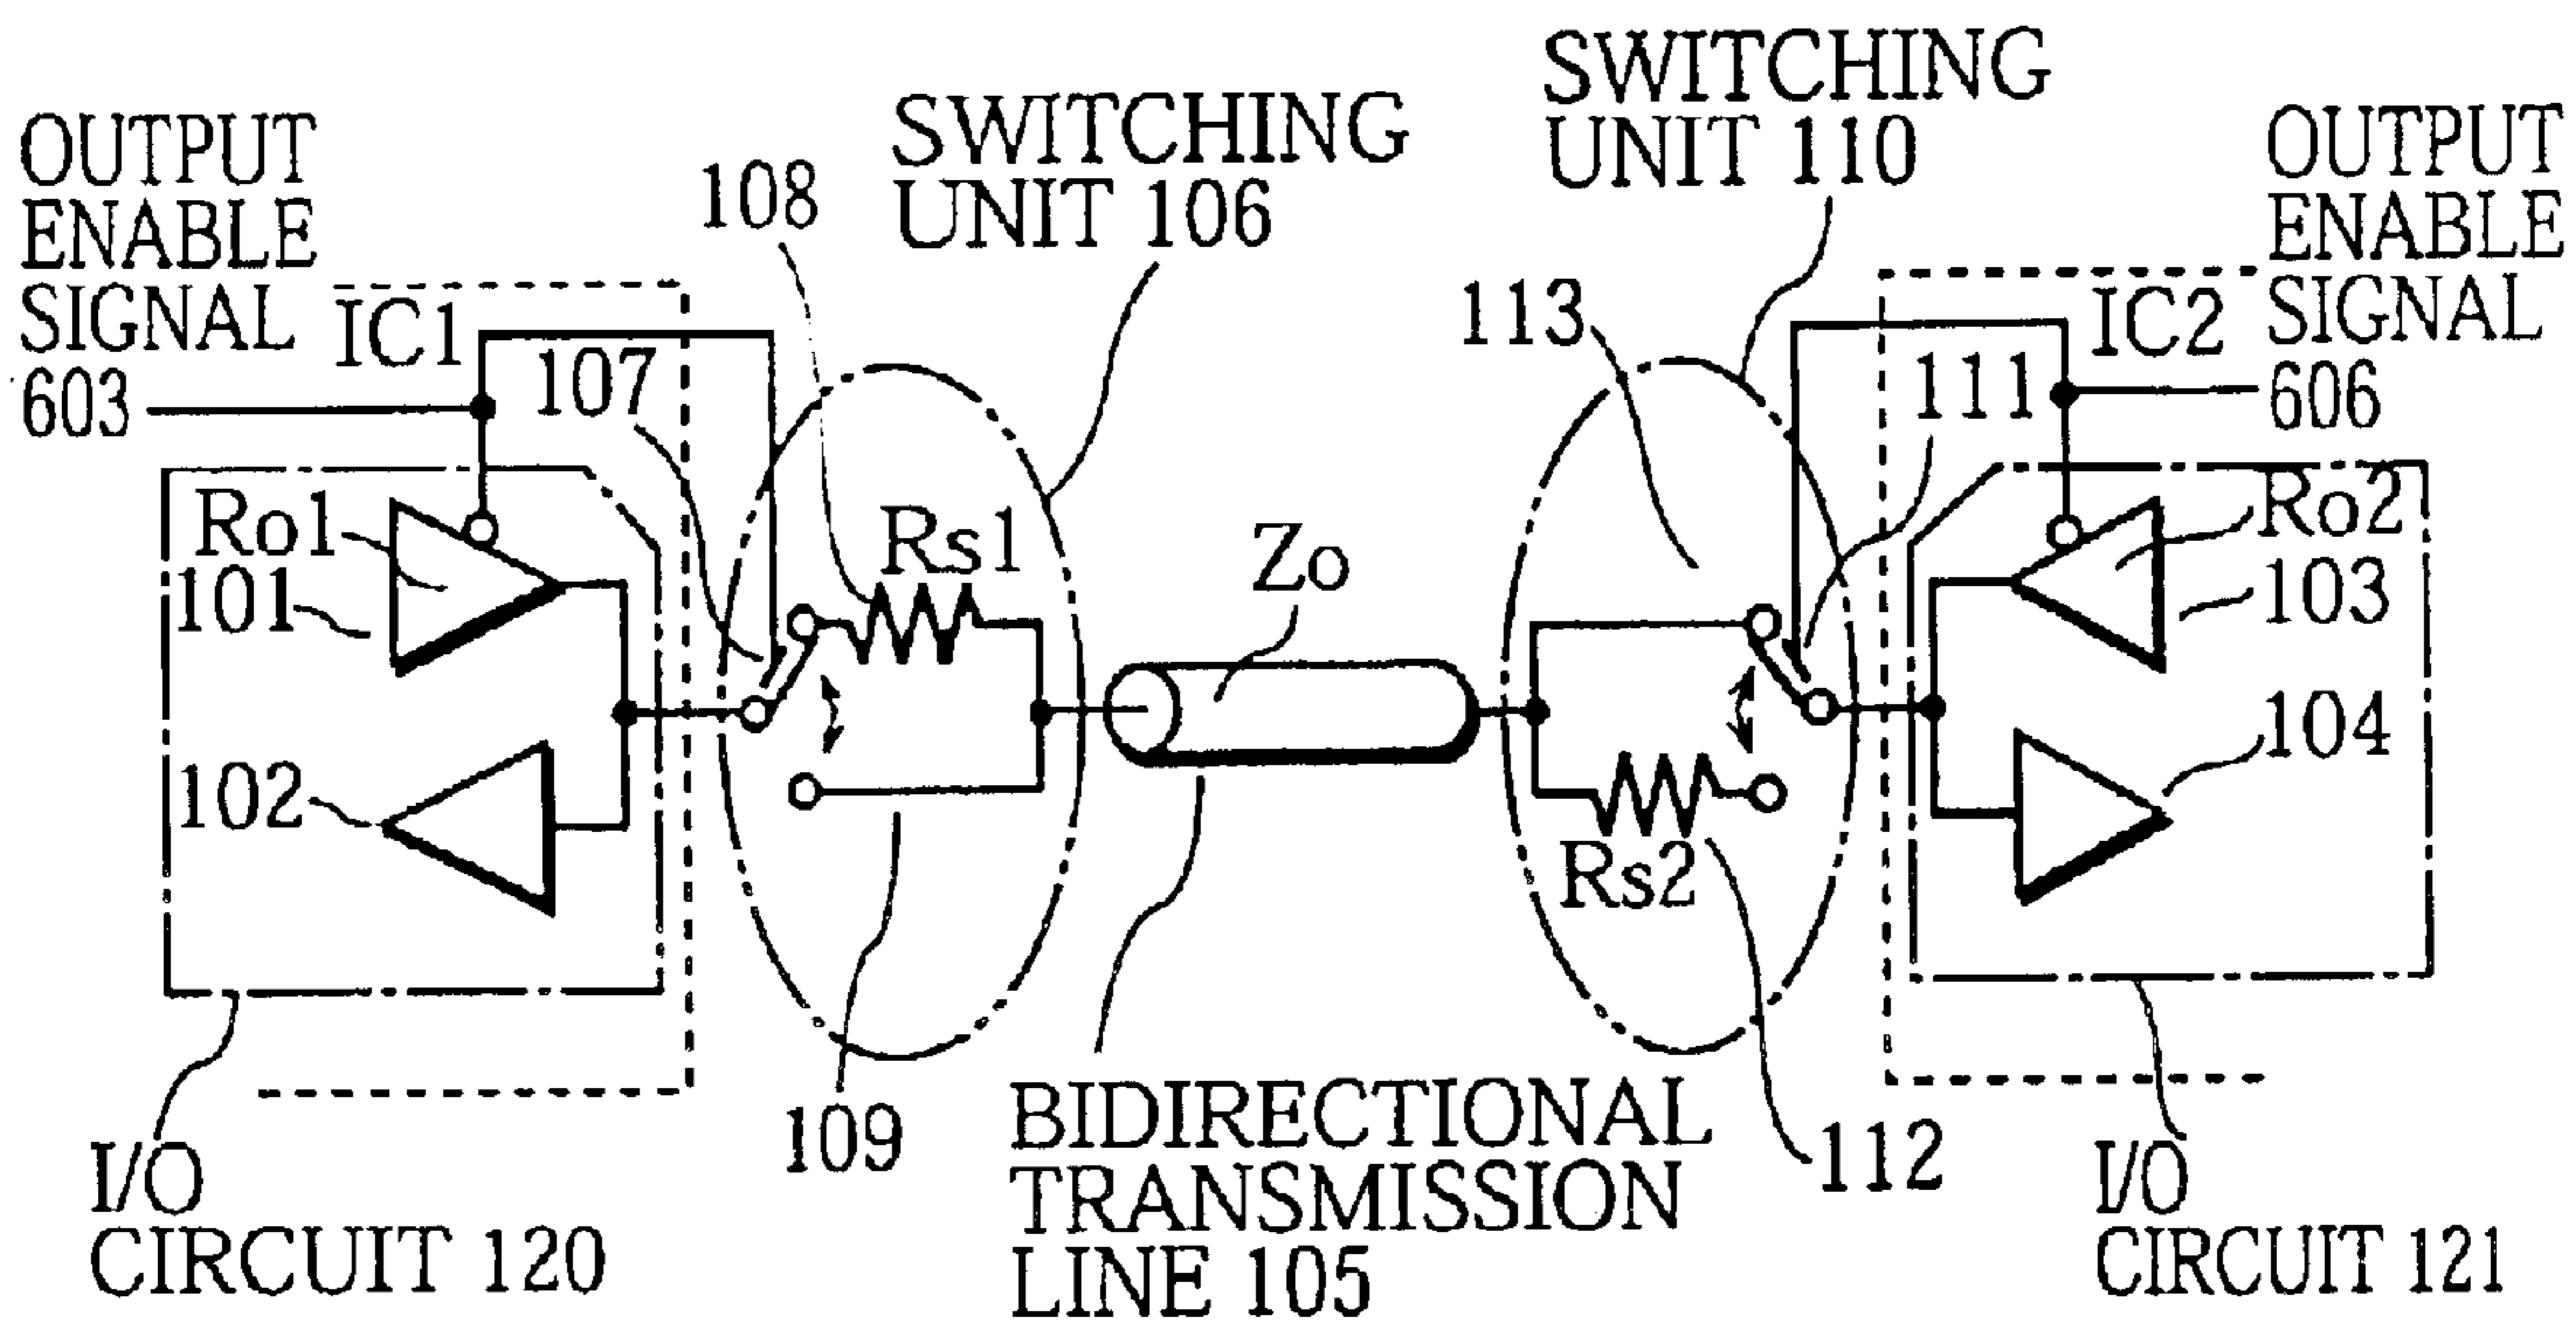 OUTPUT
ENABLE
SIGNAL
603
IC1
107
108
SWITCHING
UNIT 106
SWITCHING
UNIT 110
113
111
IC2
OUTPUT
ENABLE
SIGNAL
606
Ro1
101
102
Rs1
Zo
Rs2
Ro2
103
104
109
112
I/O
CIRCUIT 120
BIDIRECTIONAL
TRANSMISSION
LINE 105
I/O
CIRCUIT 121